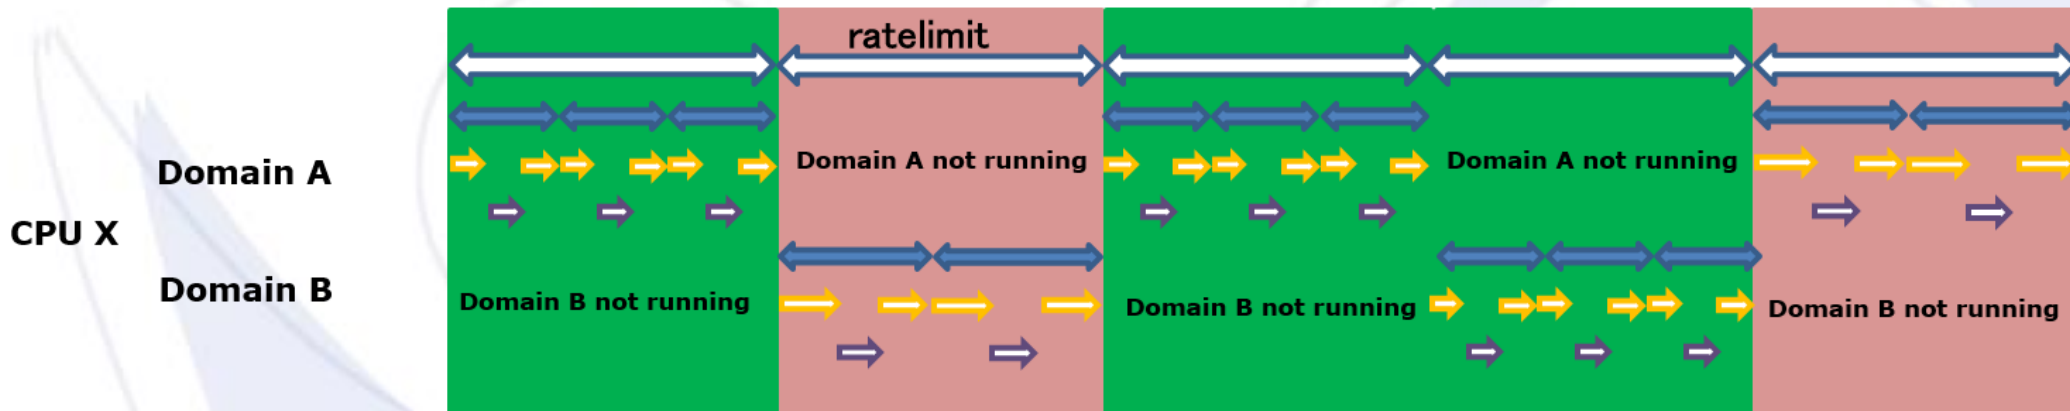 ratelimit
Domain A
Domain A not running
Domain A not running
CPU X
Domain B
Domain B not running
Domain B not running
Domain B not running